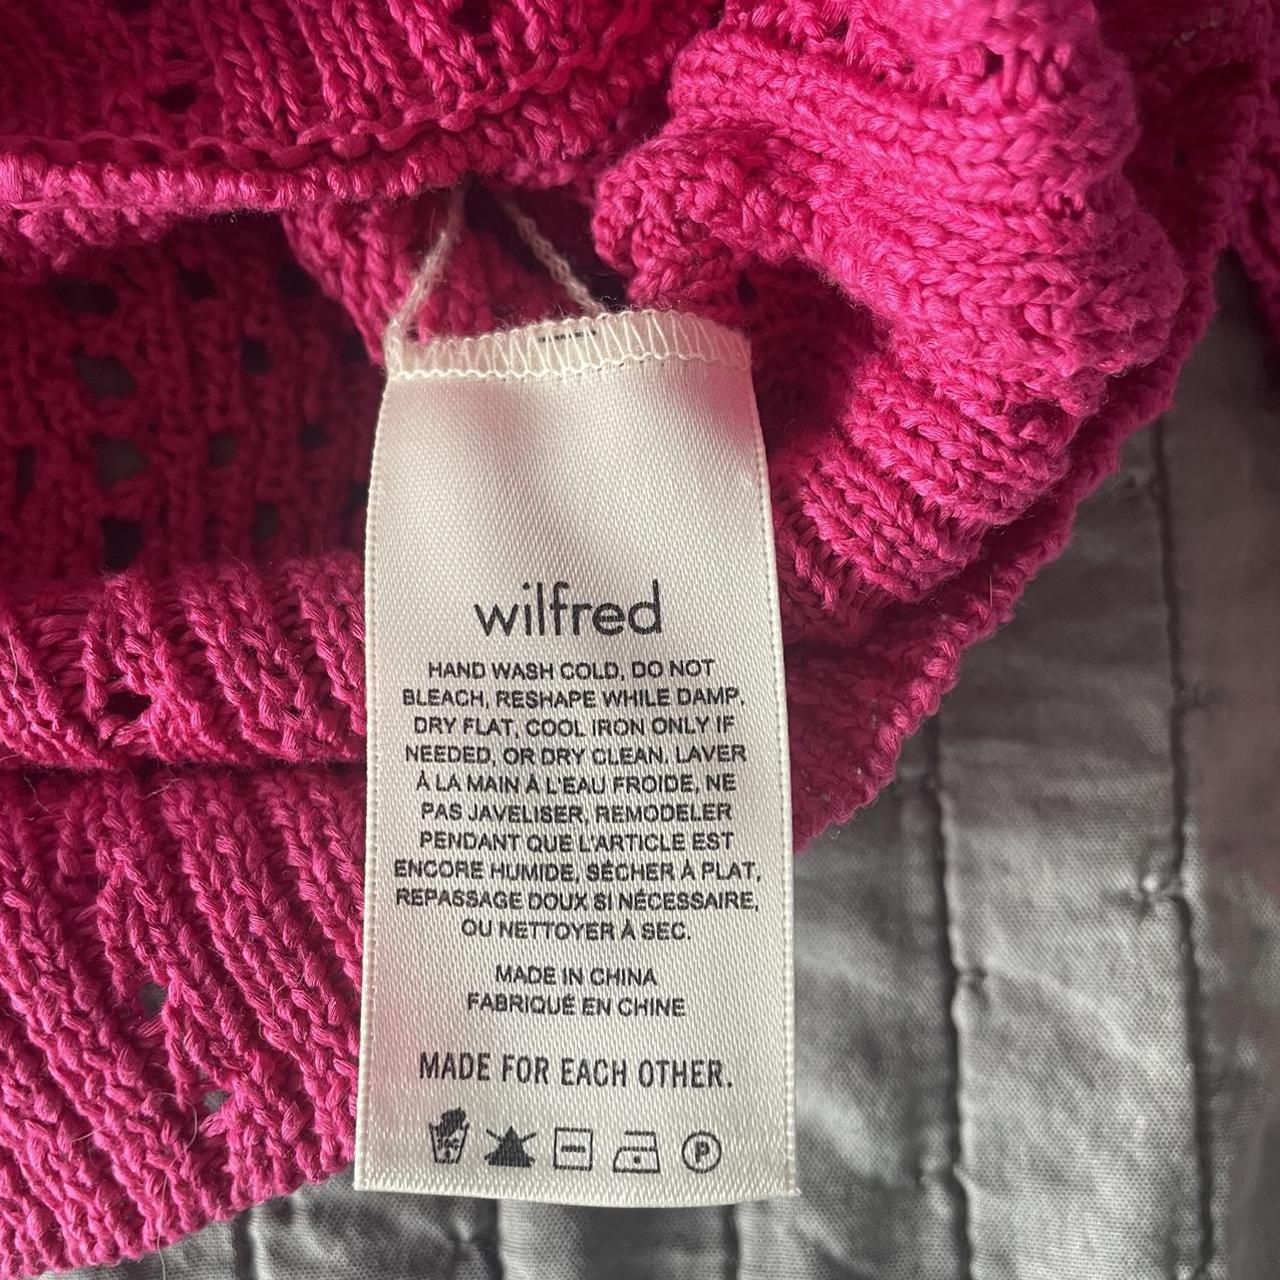 wilfred
HAND WASH COLD, DO NOT
BLEACH, RESHAPE WHILE DAMP,
DRY FLAT, COOL IRON ONLY IF
NEEDED, OR DRY CLEAN. LAVER
À LA MAIN À L'EAU FROIDE, NE
PAS JAVELISER, REMODELER
PENDANT QUE L'ARTICLE EST
ENCORE HUMIDE, SÉCHER À PLAT,
REPASSAGE DOUX SI NÉCESSAIRE,
OU NETTOYER À SEC.
MADE IN CHINA
FABRIQUÉ EN CHINE
MADE FOR EACH OTHER.
30C P